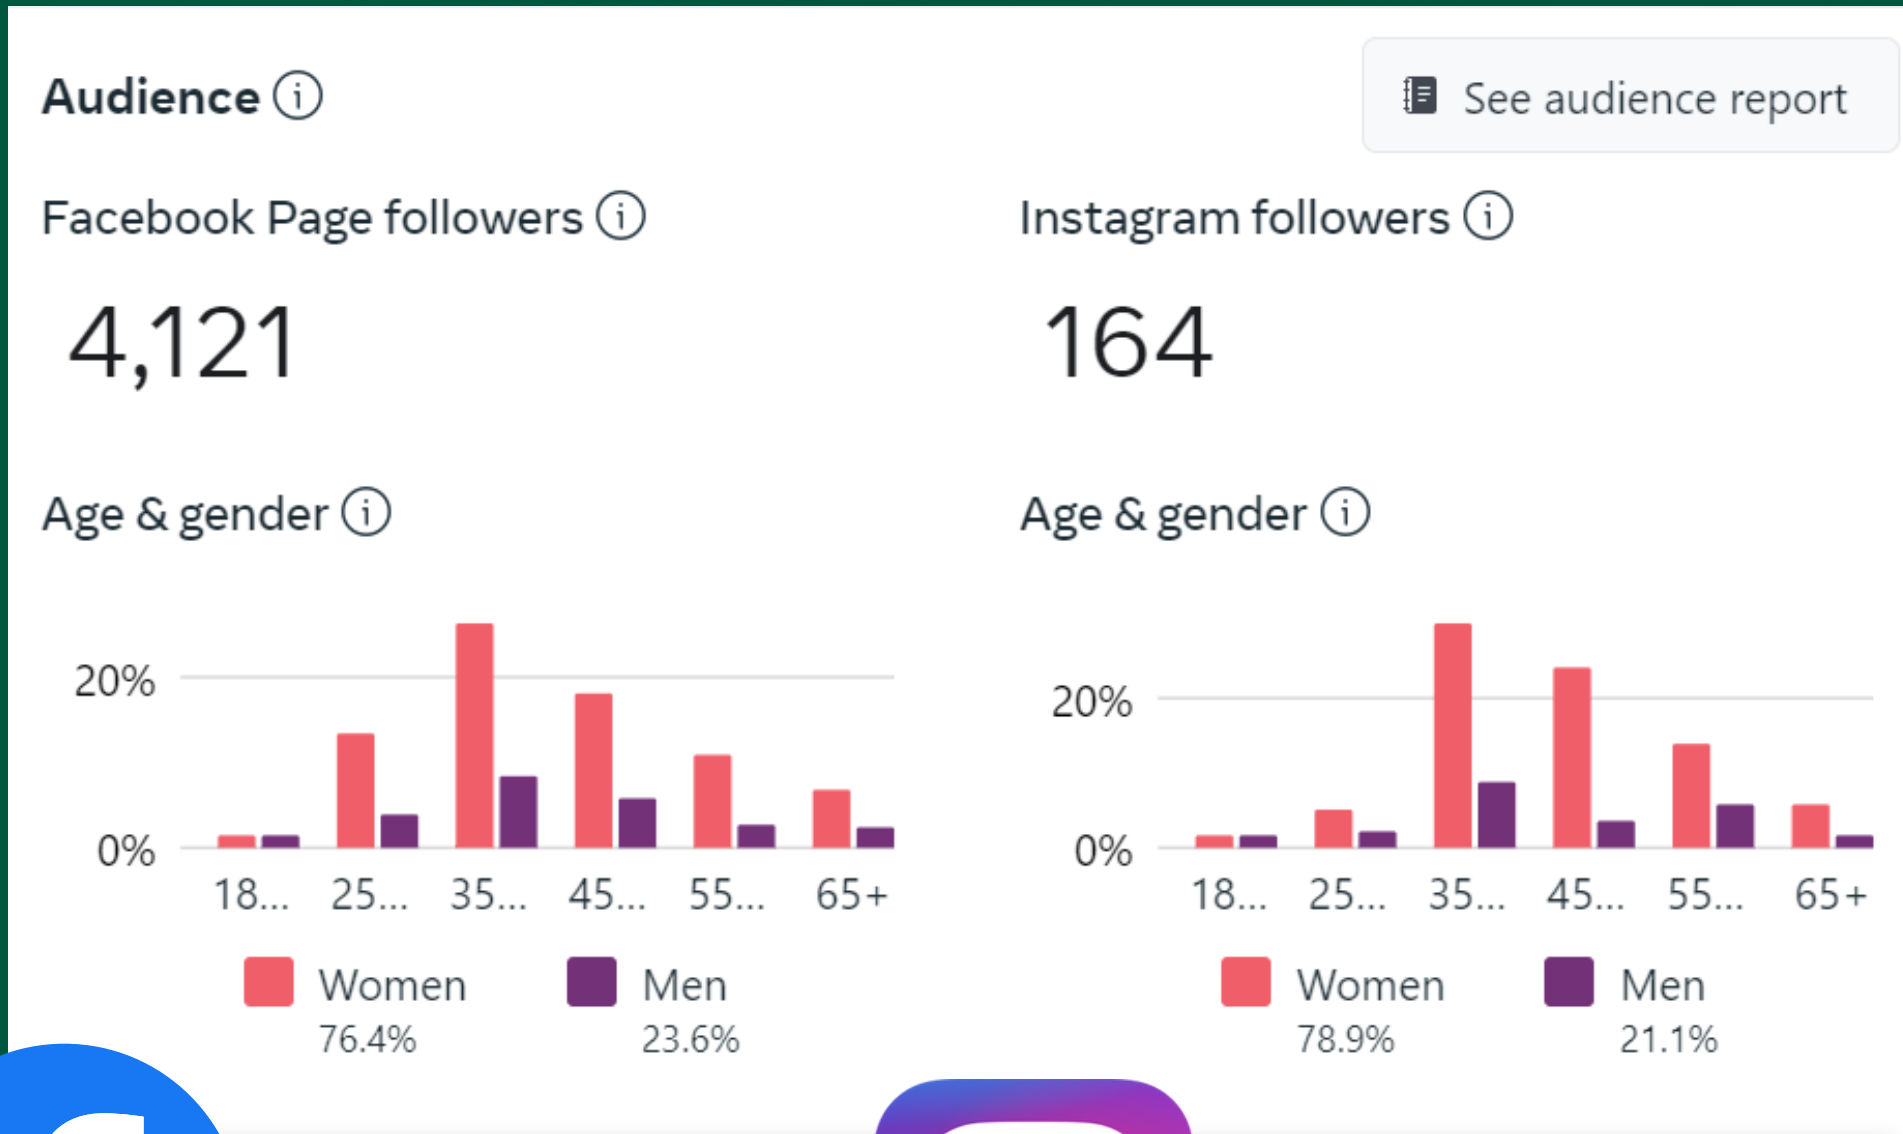 Audience
See audience report
Facebook Page followers
Instagram followers
4,121
164
Age & gender
Age & gender
20%
0%
18... 25... 35... 45... 55... 65+
Women
76.4%
Men
23.6%
20%
0%
18... 25... 35... 45... 55... 65+
Women
78.9%
Men
21.1%